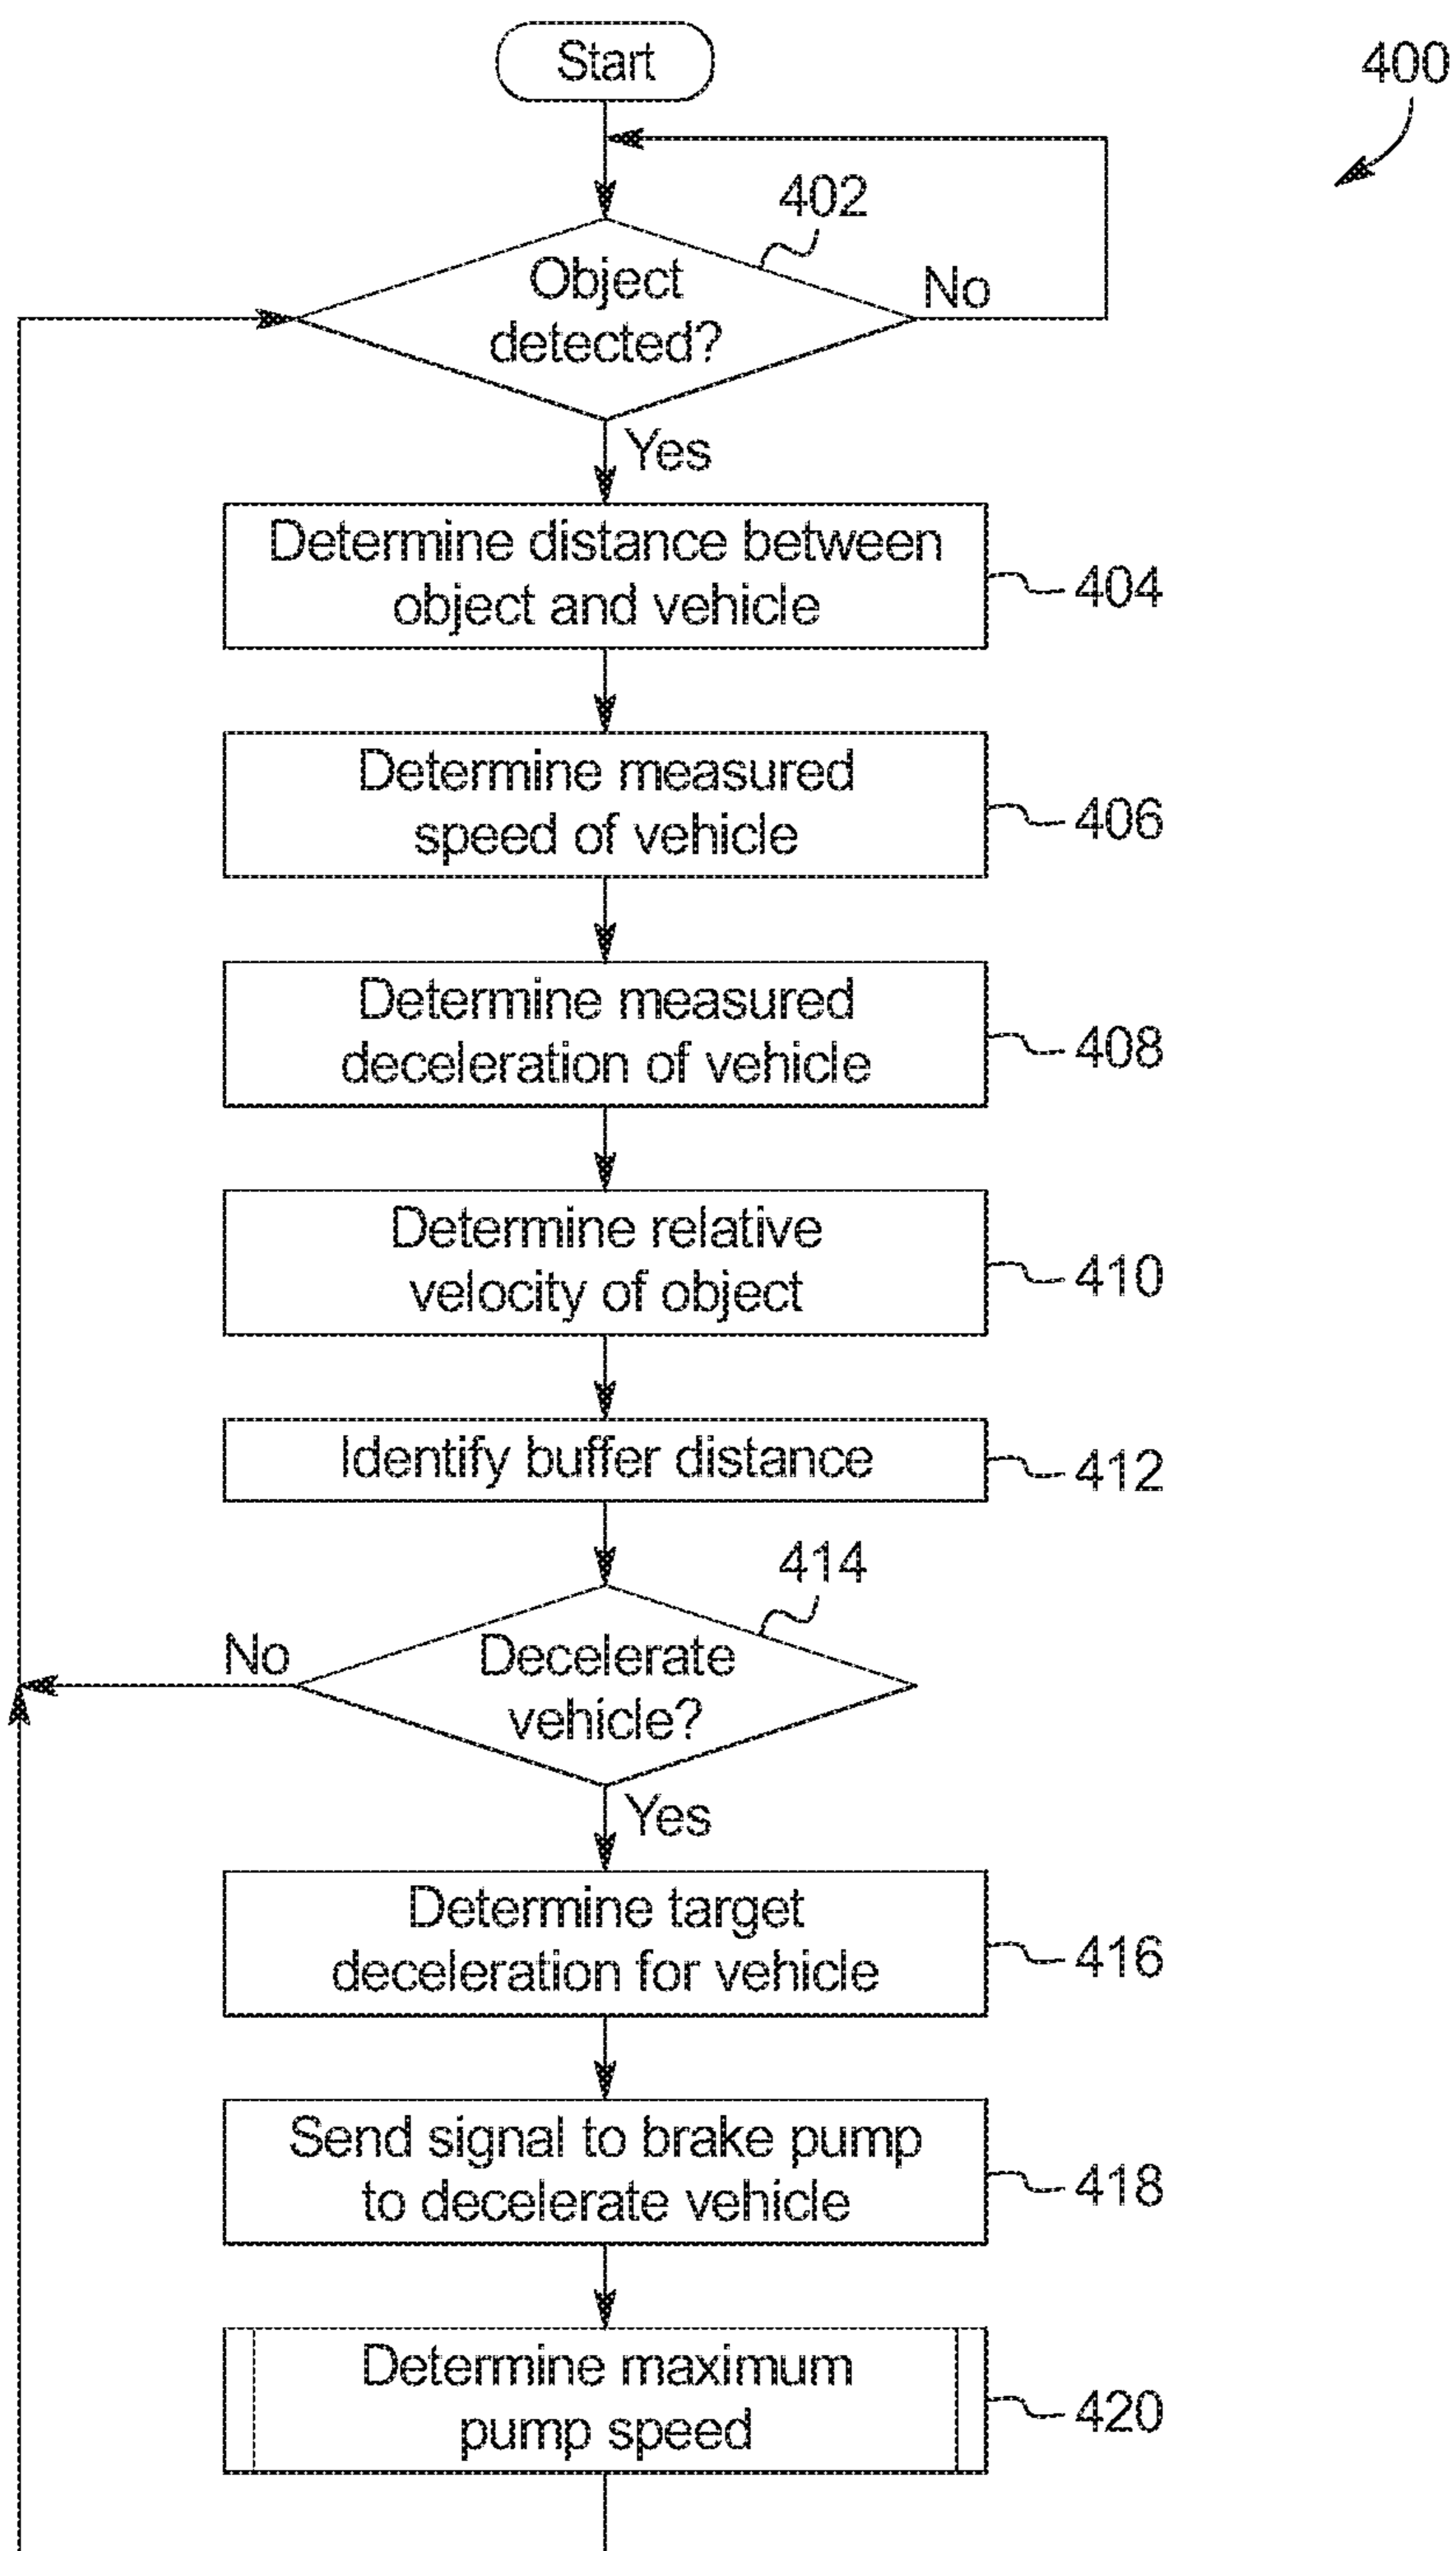 Start
400
402
Object
detected?
No
Yes
Determine distance between
object and vehicle
404
Determine measured
speed of vehicle
406
Determine measured
deceleration of vehicle
408
Determine relative
velocity of object
410
Identify buffer distance
412
414
No
Decelerate
vehicle?
Yes
Determine target
deceleration for vehicle
416
Send signal to brake pump
to decelerate vehicle
418
Determine maximum
pump speed
420